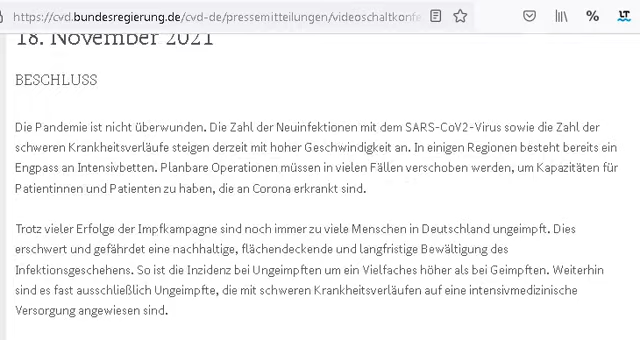 https://cvd.bundesregierung.de/cvd-de/pressemitteilungen/videoschaltkonfe
% LT
18. November 2021
BESCHLUSS
Die Pandemie ist nicht überwunden. Die Zahl der Neuinfektionen mit dem SARS-CoV2-Virus sowie die Zahl der
schweren Krankheitsverläufe steigen derzeit mit hoher Geschwindigkeit an. In einigen Regionen besteht bereits ein
Engpass an Intensivbetten. Planbare Operationen müssen in vielen Fällen verschoben werden, um Kapazitäten für
Patientinnen und Patienten zu haben, die an Corona erkrankt sind.
Trotz vieler Erfolge der Impfkampagne sind noch immer zu viele Menschen in Deutschland ungeimpft. Dies
erschwert und gefährdet eine nachhaltige, flächendeckende und langfristige Bewältigung des
Infektionsgeschehens. So ist die Inzidenz bei Ungeimpften um ein Vielfaches höher als bei Geimpften. Weiterhin
sind es fast ausschließlich Ungeimpfte, die mit schweren Krankheitsverläufen auf eine intensivmedizinische
Versorgung angewiesen sind.